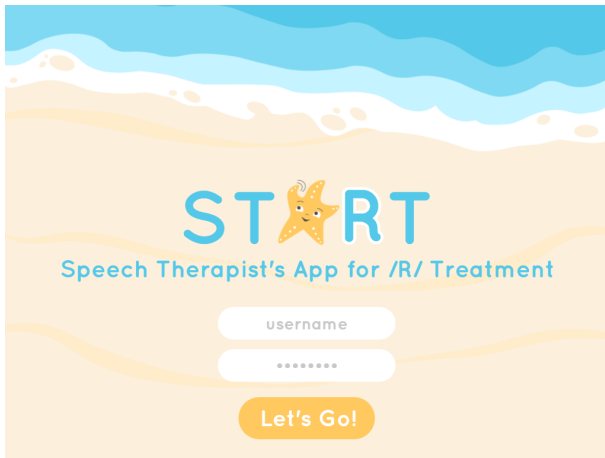 START
Speech Therapist's App for /R/ Treatment
username
••••••••
Let's Go!